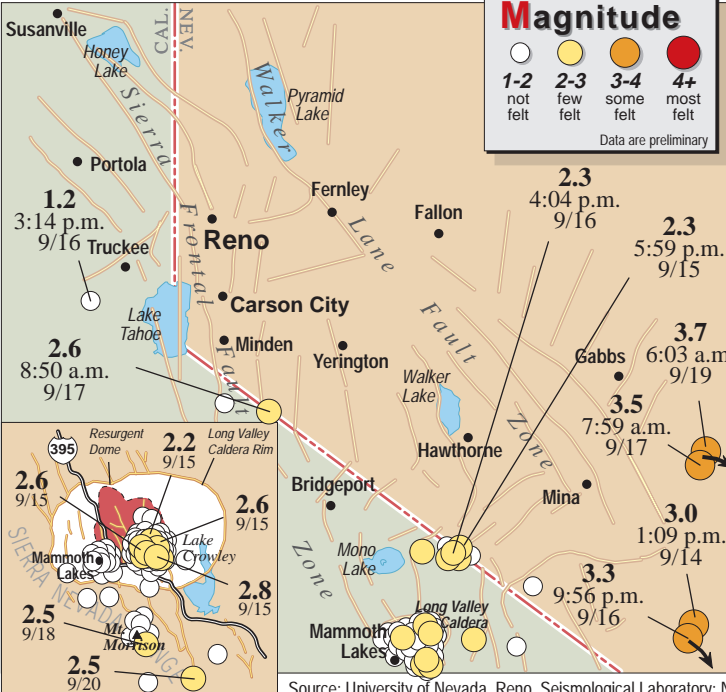 Susanville
Honey
Lake
CAL.
NEV.
Magnitude
1-2
not
felt
2-3
few
felt
3-4
some
felt
4+
most
felt
Data are preliminary
Sierra
Frontal
Fault
Zone
Walker
Lane
Fault
Zone
Pyramid
Lake
Portola
Fernley
Fallon
Reno
Truckee
1.2
3:14 p.m.
9/16
2.3
4:04 p.m.
9/16
2.3
5:59 p.m.
9/15
Lake
Tahoe
Carson City
Minden
Yerington
Gabbs
Walker
Lake
Hawthorne
Mina
Bridgeport
Mono
Lake
2.6
8:50 a.m.
9/17
3.7
6:03 a.m
9/19
3.5
7:59 a.m.
9/17
3.0
1:09 p.m.
9/14
3.3
9:56 p.m.
9/16
Long Valley
Caldera
Mammoth
Lakes
395
Resurgent
Dome
2.2
9/15
Long Valley
Caldera Rim
2.6
9/15
2.6
9/15
Lake
Crowley
Mammoth
Lakes
2.8
9/15
SIERRA NEVADA RANGE
2.5
9/18
Mt.
Morrison
2.5
9/20
Source: University of Nevada, Reno, Seismological Laboratory;